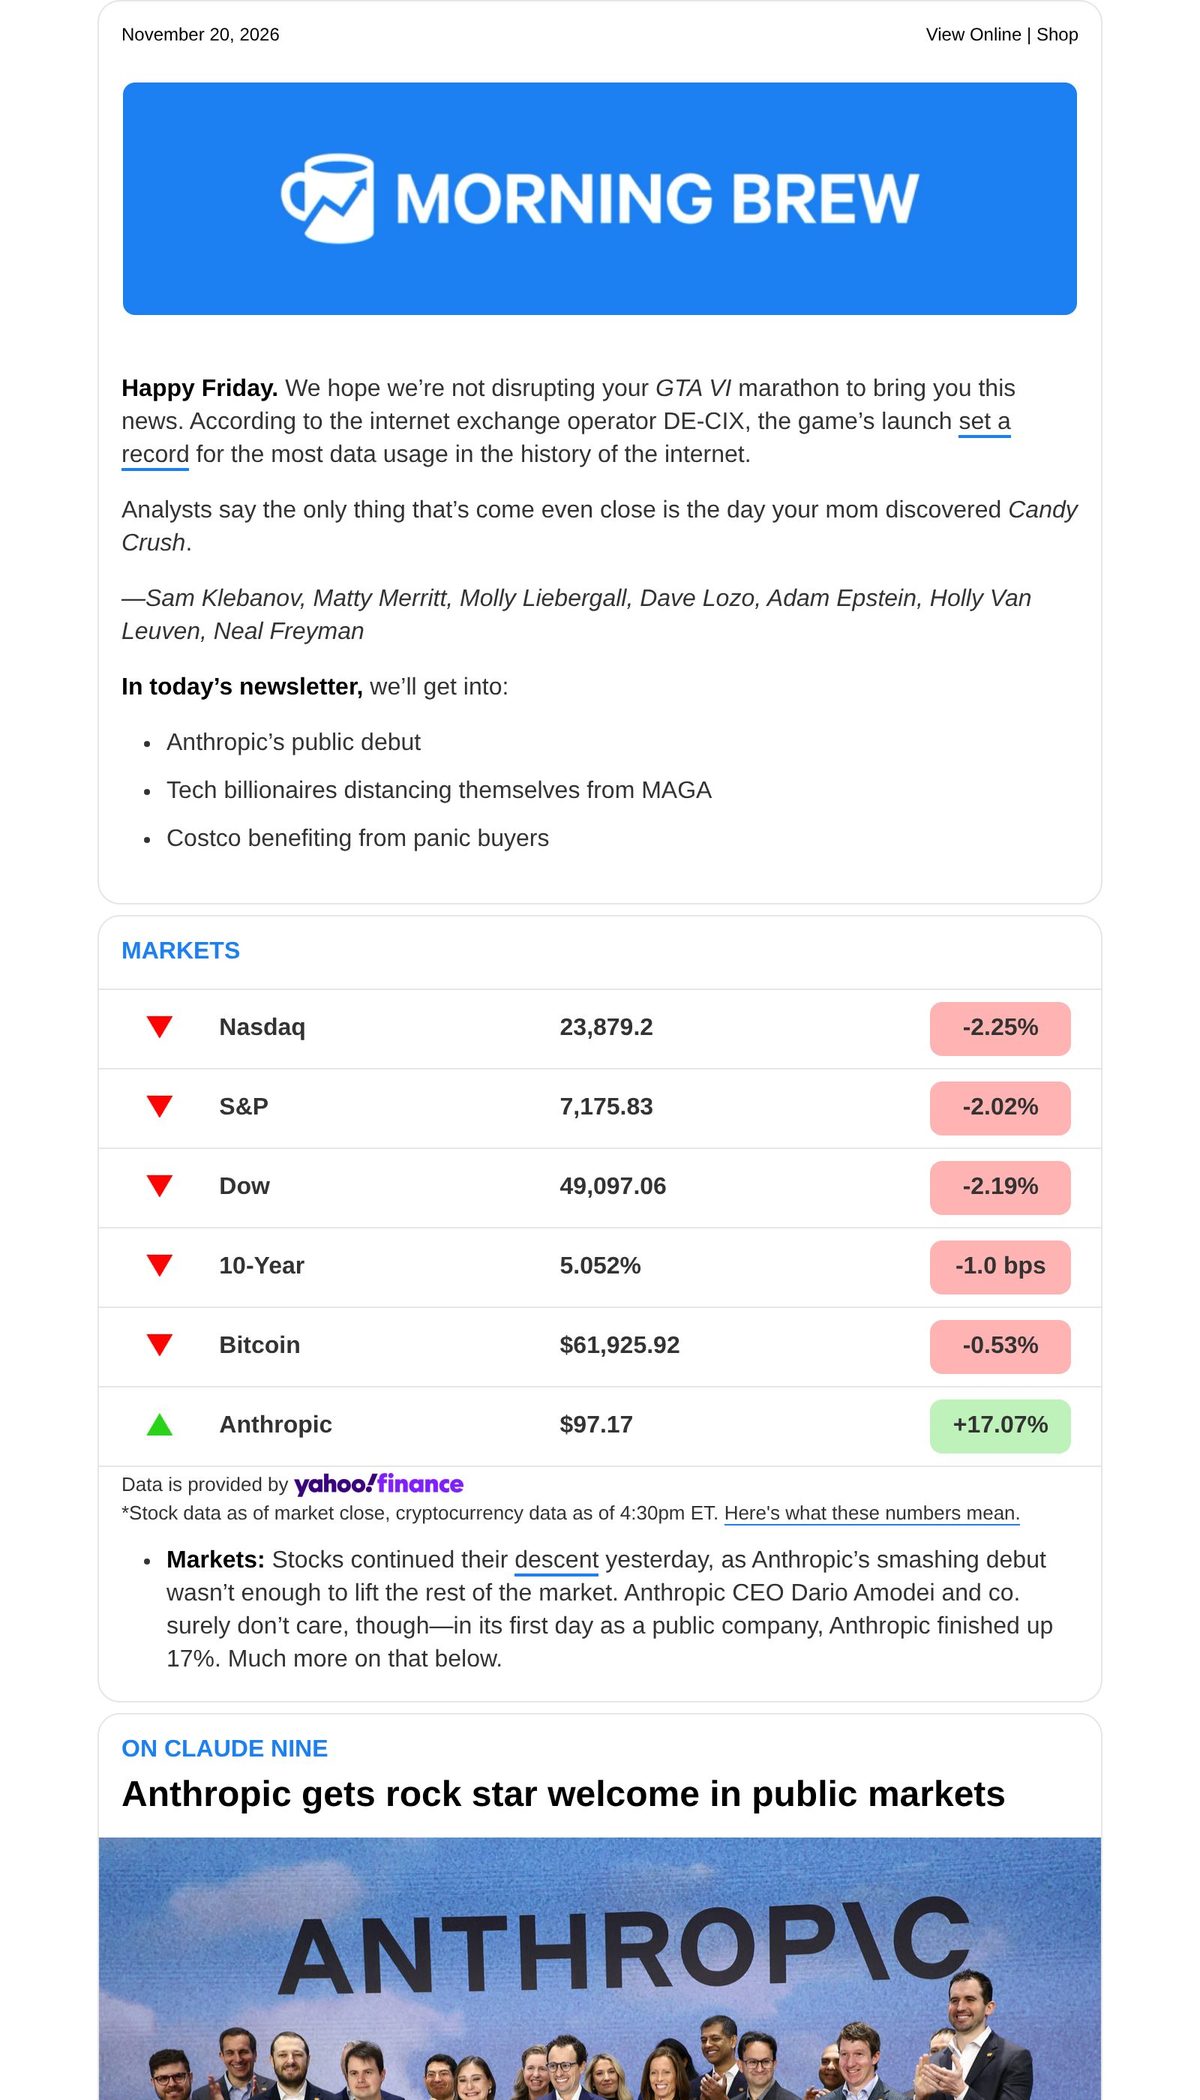 November 20, 2026
View Online | Shop
MORNING BREW
Happy Friday. We hope we’re not disrupting your GTA VI marathon to bring you this
news. According to the internet exchange operator DE-CIX, the game’s launch set a
record for the most data usage in the history of the internet.
Analysts say the only thing that’s come even close is the day your mom discovered Candy
Crush.
—Sam Klebanov, Matty Merritt, Molly Liebergall, Dave Lozo, Adam Epstein, Holly Van
Leuven, Neal Freyman
In today’s newsletter, we’ll get into:
• Anthropic’s public debut
• Tech billionaires distancing themselves from MAGA
• Costco benefiting from panic buyers
MARKETS
Nasdaq 23,879.2 -2.25%
S&P 7,175.83 -2.02%
Dow 49,097.06 -2.19%
10-Year 5.052% -1.0 bps
Bitcoin $61,925.92 -0.53%
Anthropic $97.17 +17.07%
Data is provided by yahoo!finance
*Stock data as of market close, cryptocurrency data as of 4:30pm ET. Here's what these numbers mean.
• Markets: Stocks continued their descent yesterday, as Anthropic’s smashing debut
wasn’t enough to lift the rest of the market. Anthropic CEO Dario Amodei and co.
surely don’t care, though—in its first day as a public company, Anthropic finished up
17%. Much more on that below.
ON CLAUDE NINE
Anthropic gets rock star welcome in public markets
ANTHROP\C